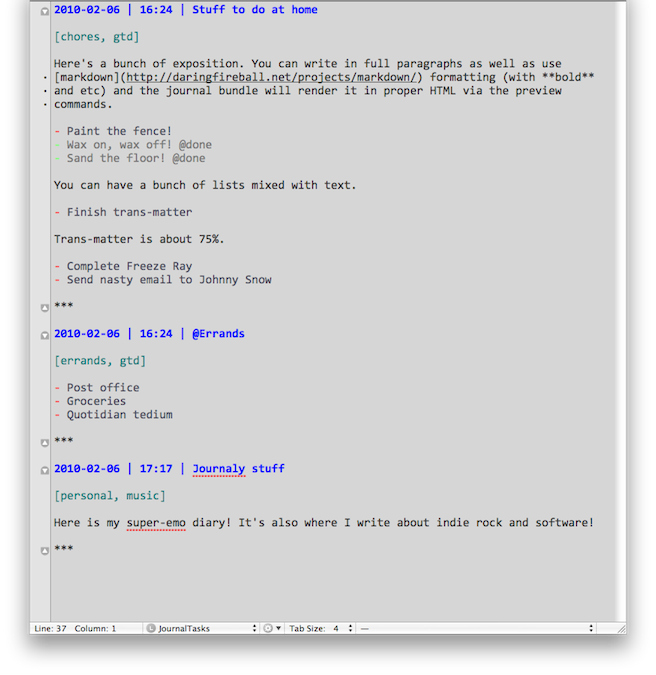 2010-02-06 | 16:24 | Stuff to do at home
[chores, gtd]
Here's a bunch of exposition. You can write in full paragraphs as well as use
[markdown](http://daringfireball.net/projects/markdown/) formatting (with **bold**
and etc) and the journal bundle will render it in proper HTML via the preview
commands.
- Paint the fence!
- Wax on, wax off! @done
- Sand the floor! @done
You can have a bunch of lists mixed with text.
- Finish trans-matter
Trans-matter is about 75%.
- Complete Freeze Ray
- Send nasty email to Johnny Snow
***
2010-02-06 | 16:24 | @Errands
[errands, gtd]
- Post office
- Groceries
- Quotidian tedium
***
2010-02-06 | 17:17 | Journaly stuff
[personal, music]
Here is my super-emo diary! It's also where I write about indie rock and software!
***
Line: 37 Column: 1 L JournalTasks Tab Size: 4 —